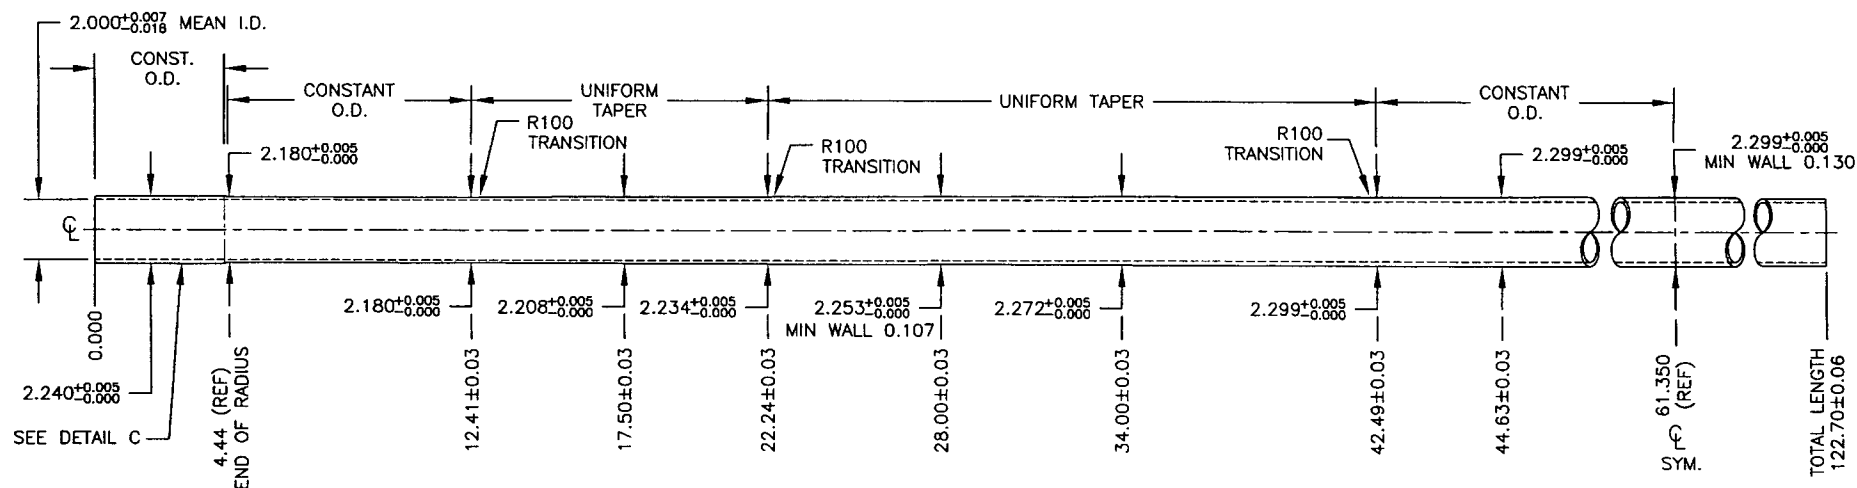 2.000+0.007 -0.016 MEAN I.D.
CONST.
O.D.
CONSTANT
O.D.
UNIFORM
TAPER
UNIFORM TAPER
CONSTANT
O.D.
R100
TRANSITION
R100
TRANSITION
R100
TRANSITION
2.180+0.005 -0.000
2.299+0.005 -0.000
2.299+0.005 -0.000
MIN WALL 0.130
℄
2.180+0.005 -0.000
2.208+0.005 -0.000
2.234+0.005 -0.000
2.253+0.005 -0.000
MIN WALL 0.107
2.272+0.005 -0.000
2.299+0.005 -0.000
2.240+0.005 -0.000
SEE DETAIL C
0.000
4.44 (REF)
END OF RADIUS
12.41±0.03
17.50±0.03
22.24±0.03
28.00±0.03
34.00±0.03
42.49±0.03
44.63±0.03
61.350
(REF)
℄
SYM.
TOTAL LENGTH
122.70±0.06